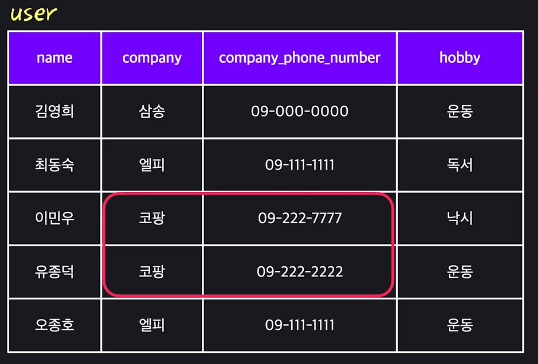 user
name company company_phone_number hobby
김영희 삼송 09-000-0000 운동
최동숙 엘피 09-111-1111 독서
이민우 코팡 09-222-7777 낚시
유종덕 코팡 09-222-2222 운동
오종호 엘피 09-111-1111 운동